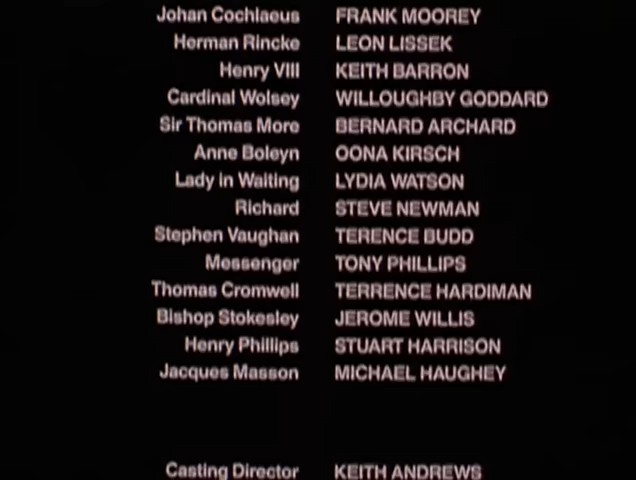 Johan Cochlaeus FRANK MOOREY
Herman Rincke LEON LISSEK
Henry VIII KEITH BARRON
Cardinal Wolsey WILLOUGHBY GODDARD
Sir Thomas More BERNARD ARCHARD
Anne Boleyn OONA KIRSCH
Lady in Waiting LYDIA WATSON
Richard STEVE NEWMAN
Stephen Vaughan TERENCE BUDD
Messenger TONY PHILLIPS
Thomas Cromwell TERRENCE HARDIMAN
Bishop Stokesley JEROME WILLIS
Henry Phillips STUART HARRISON
Jacques Masson MICHAEL HAUGHEY
Casting Director KEITH ANDREWS